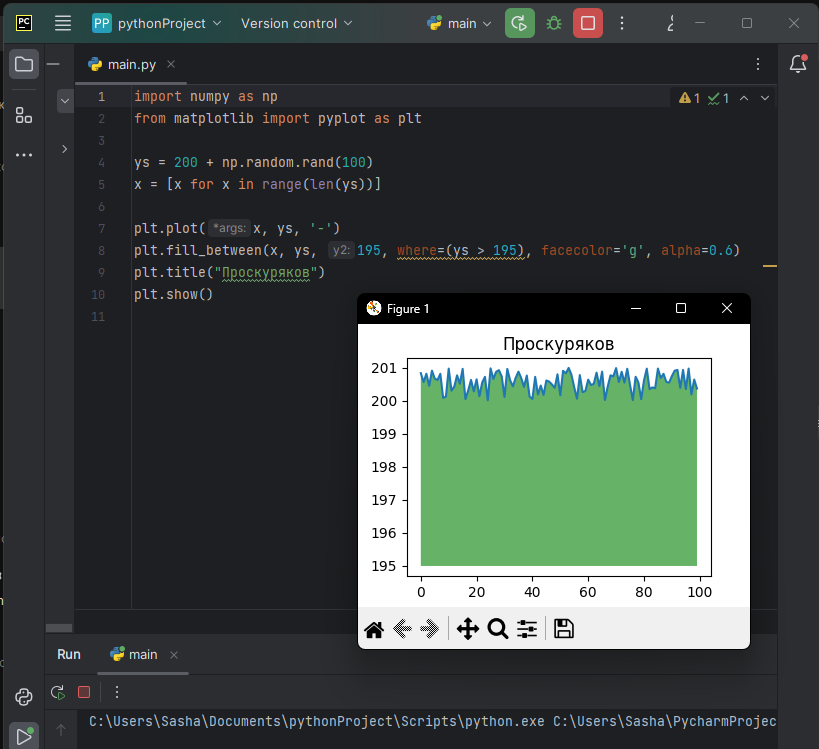 PC
PP pythonProject Version control main
main.py
1 import numpy as np 1 1
2 from matplotlib import pyplot as plt
3
4 ys = 200 + np.random.rand(100)
5 x = [x for x in range(len(ys))]
6
7 plt.plot( *args: x, ys, '-')
8 plt.fill_between(x, ys, y2: 195, where=(ys > 195), facecolor='g', alpha=0.6)
9 plt.title("Проскуряков")
10 plt.show()
11
Figure 1
Проскуряков
201
200
199
198
197
196
195
0 20 40 60 80 100
Run main
C:\Users\Sasha\Documents\pythonProject\Scripts\python.exe C:\Users\Sasha\PycharmProjec